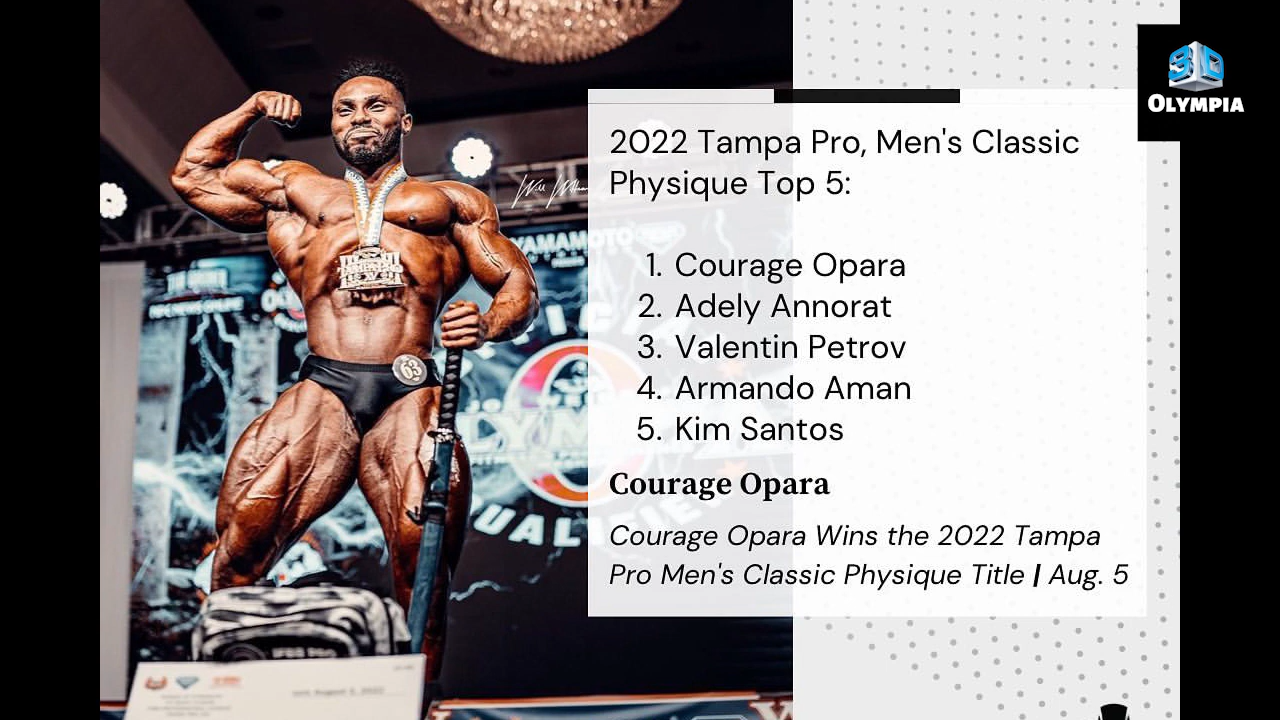 3D
OLYMPIA
2022 Tampa Pro, Men's Classic
Physique Top 5:
1. Courage Opara
2. Adely Annorat
3. Valentin Petrov
4. Armando Aman
5. Kim Santos
Courage Opara
Courage Opara Wins the 2022 Tampa
Pro Men's Classic Physique Title | Aug. 5
YAMAMOTO
63